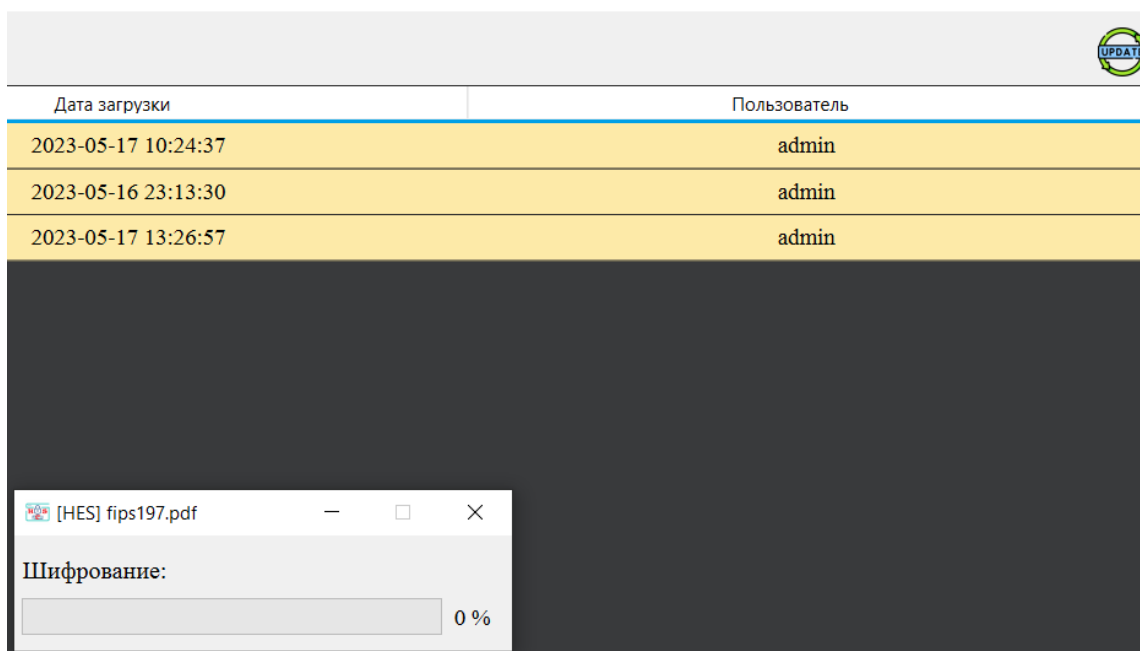 UPDATE
Дата загрузки Пользователь
2023-05-17 10:24:37 admin
2023-05-16 23:13:30 admin
2023-05-17 13:26:57 admin
[HES] fips197.pdf
Шифрование:
0 %